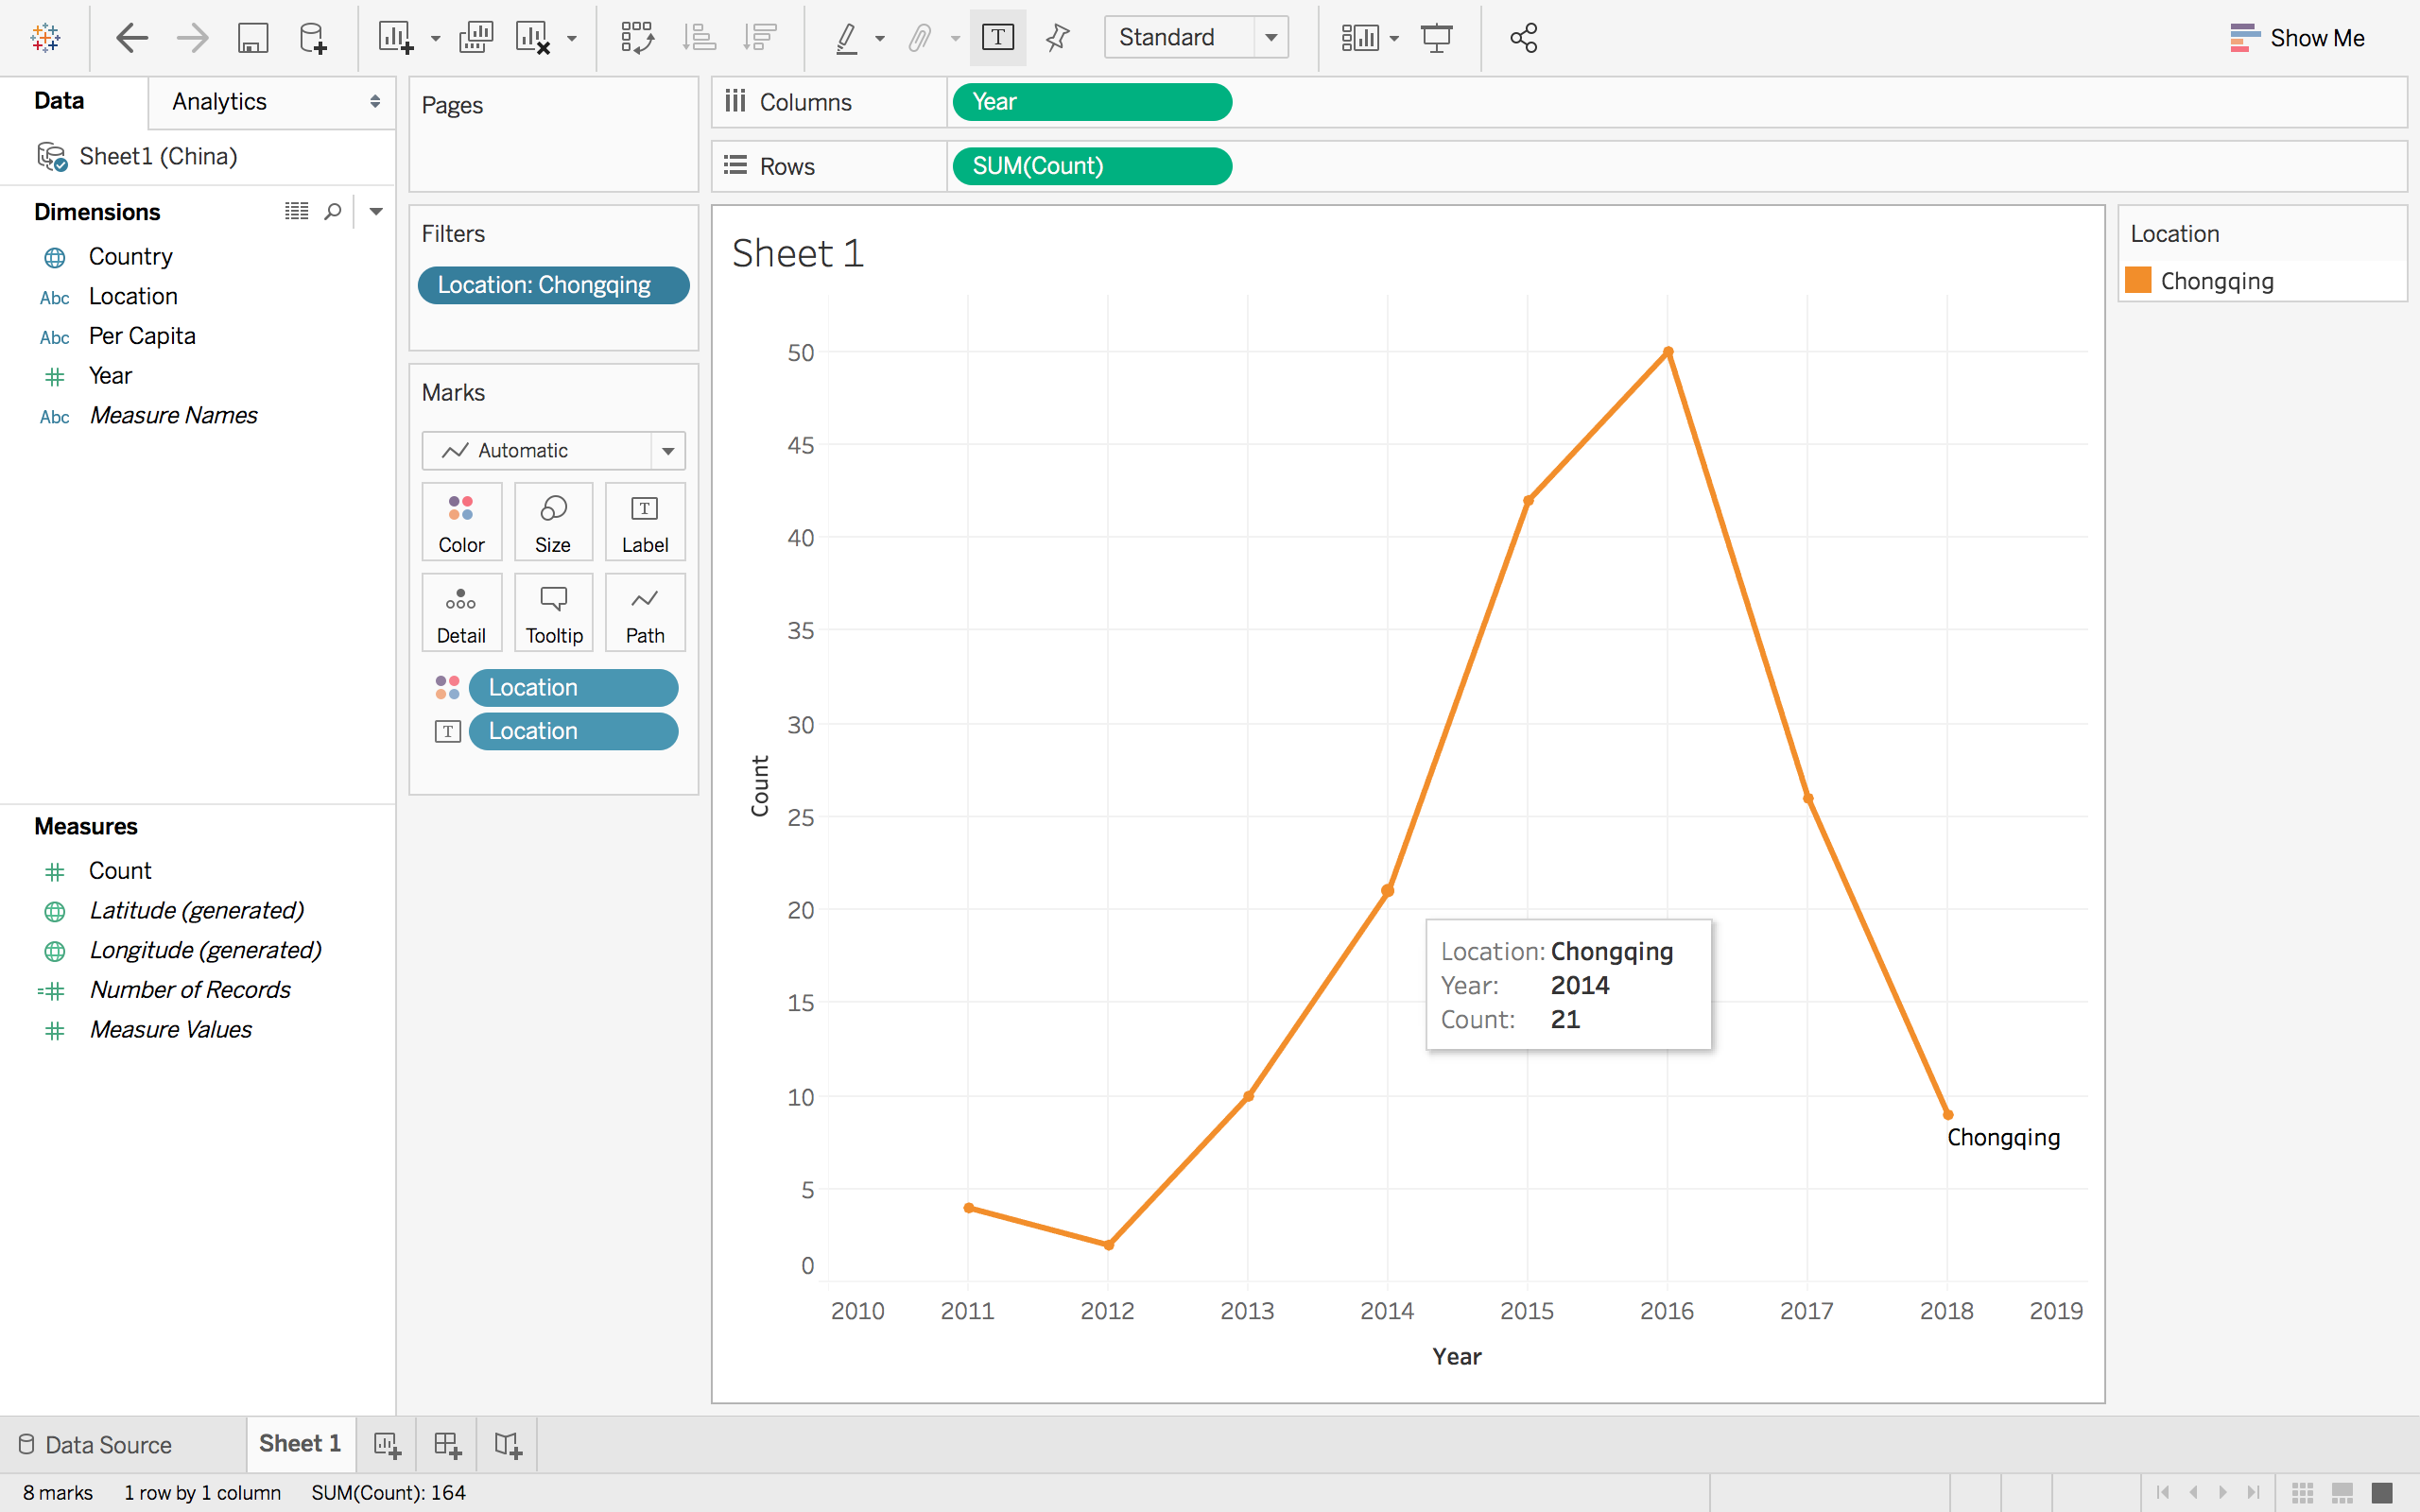 Standard
Show Me
Data
Analytics
Sheet1 (China)
Dimensions
Country
Abc Location
Abc Per Capita
Year
Abc Measure Names
Measures
Count
Latitude (generated)
Longitude (generated)
=# Number of Records
Measure Values
Pages
Filters
Location: Chongqing
Marks
Automatic
Color Size Label
Detail Tooltip Path
Location
T Location
Columns Year
Rows SUM(Count)
Sheet 1
50
45
40
35
30
25
20
15
10
5
0
Count
Location: Chongqing
Year: 2014
Count: 21
Chongqing
2010 2011 2012 2013 2014 2015 2016 2017 2018 2019
Year
Location
Chongqing
Data Source
Sheet 1
8 marks 1 row by 1 column SUM(Count): 164